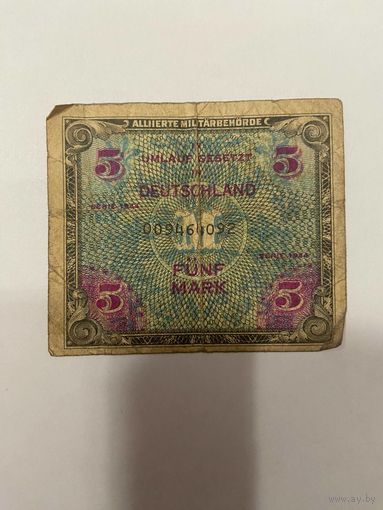 ALLIIERTE MILITÄRBEHÖRDE
IN
UMLAUF GESETZT
IN
5 5
DEUTSCHLAND
SERIE 1944
009464092
SERIE 1944
FÜNF
MARK
5 5
www.ay.by